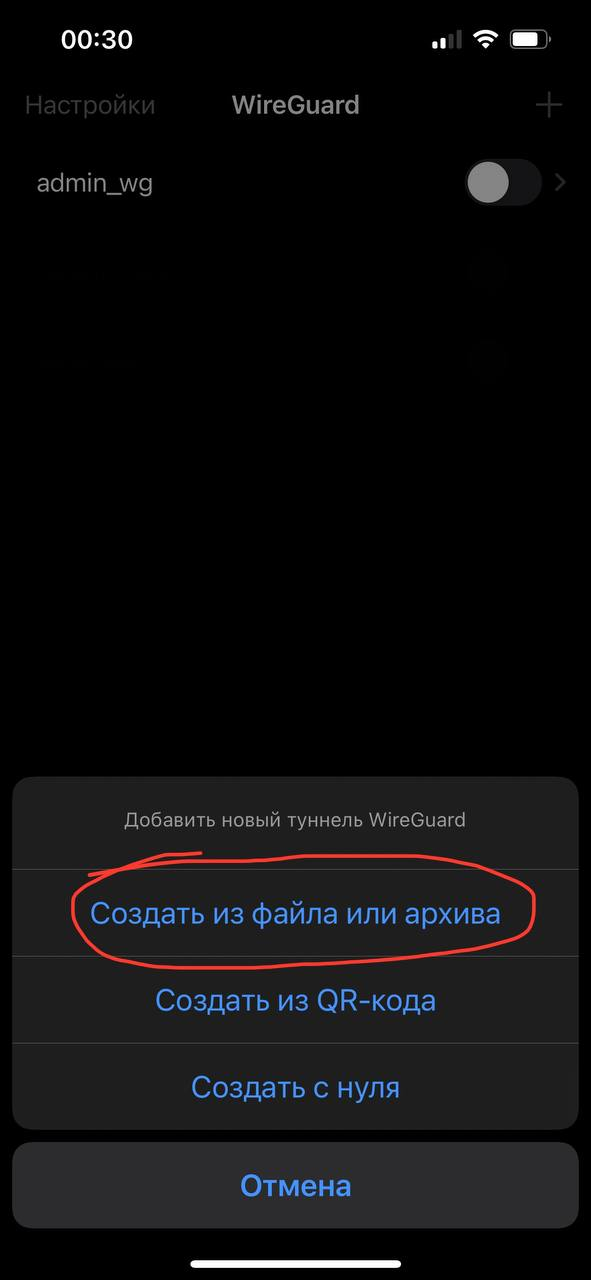 00:30
Настройки WireGuard
admin_wg
Добавить новый туннель WireGuard
Создать из файла или архива
Создать из QR-кода
Создать с нуля
Отмена